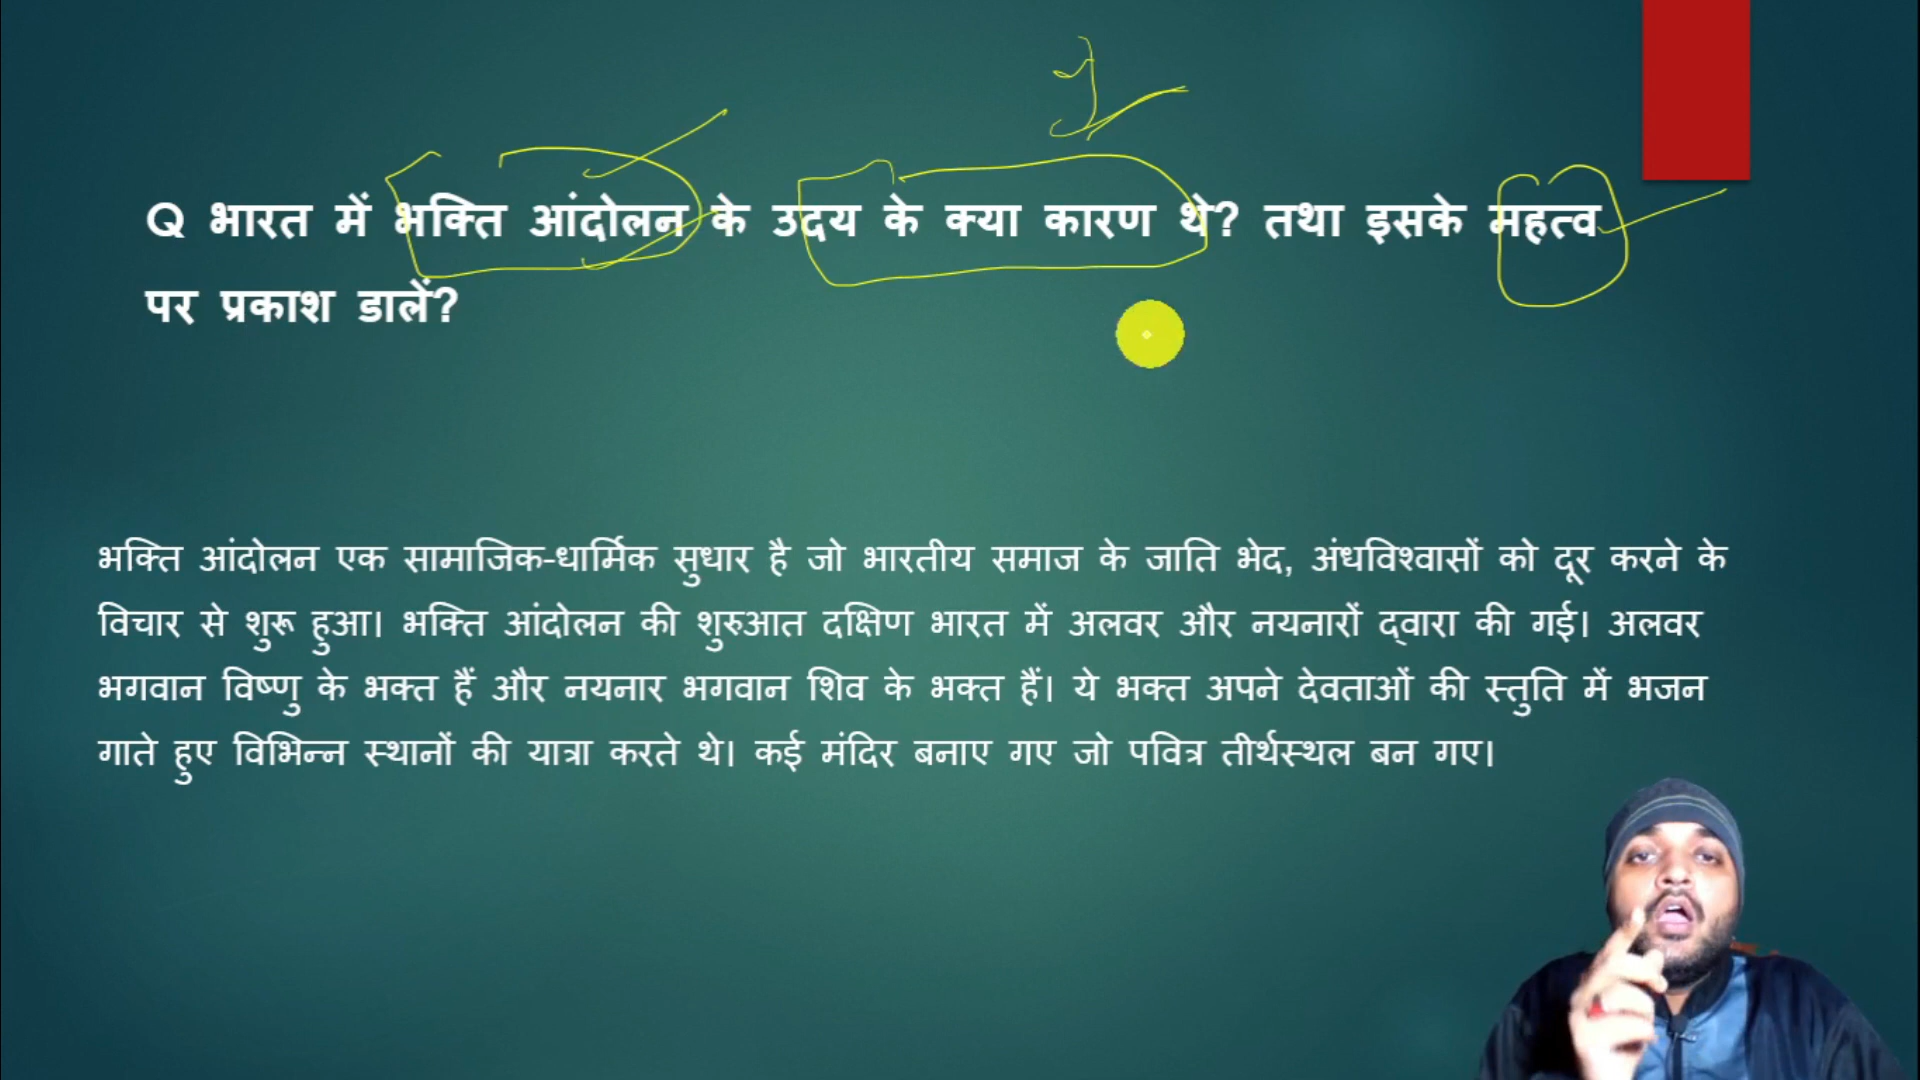 Q भारत में भक्ति आंदोलन के उदय के क्या कारण थे? तथा इसके महत्व
पर प्रकाश डालें?
भक्ति आंदोलन एक सामाजिक-धार्मिक सुधार है जो भारतीय समाज के जाति भेद, अंधविश्वासों को दूर करने के
विचार से शुरू हुआ। भक्ति आंदोलन की शुरुआत दक्षिण भारत में अलवर और नयनारों द्वारा की गई। अलवर
भगवान विष्णु के भक्त हैं और नयनार भगवान शिव के भक्त हैं। ये भक्त अपने देवताओं की स्तुति में भजन
गाते हुए विभिन्न स्थानों की यात्रा करते थे। कई मंदिर बनाए गए जो पवित्र तीर्थस्थल बन गए।